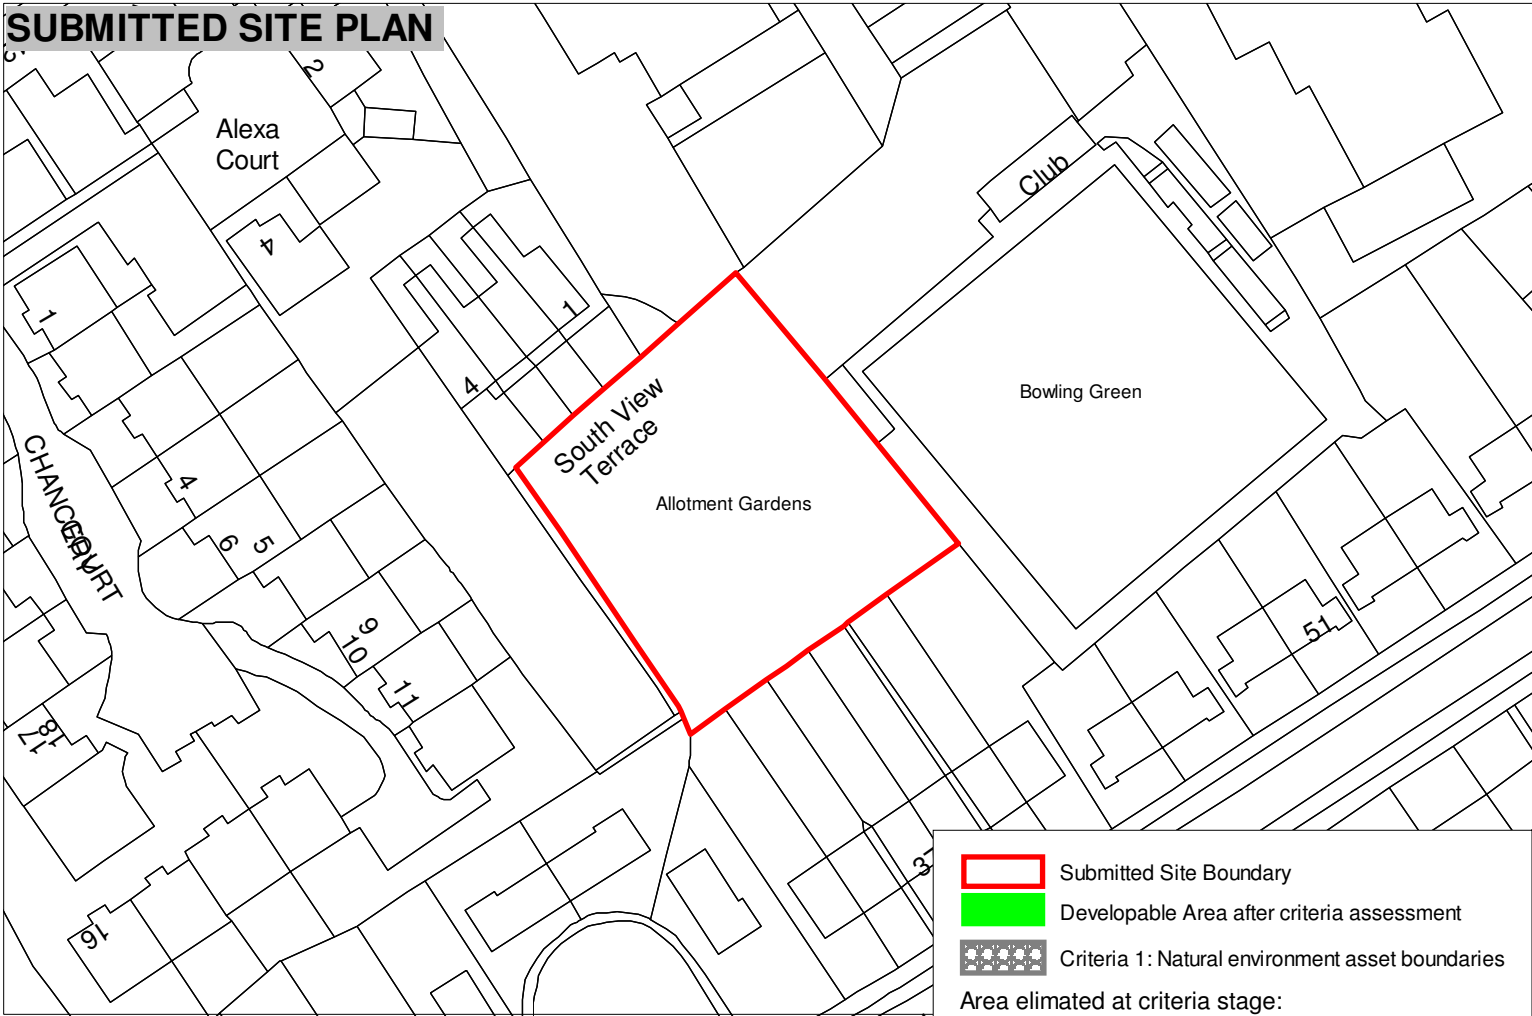 SUBMITTED SITE PLAN
2
Alexa
Court
Club
4
1
1
Bowling Green
4
South View
Terrace
Allotment Gardens
CHANCERY
COURT
4
6
5
9
10
51
11
18
17
37
16
Submitted Site Boundary
Developable Area after criteria assessment
Criteria 1: Natural environment asset boundaries
Area elimated at criteria stage: